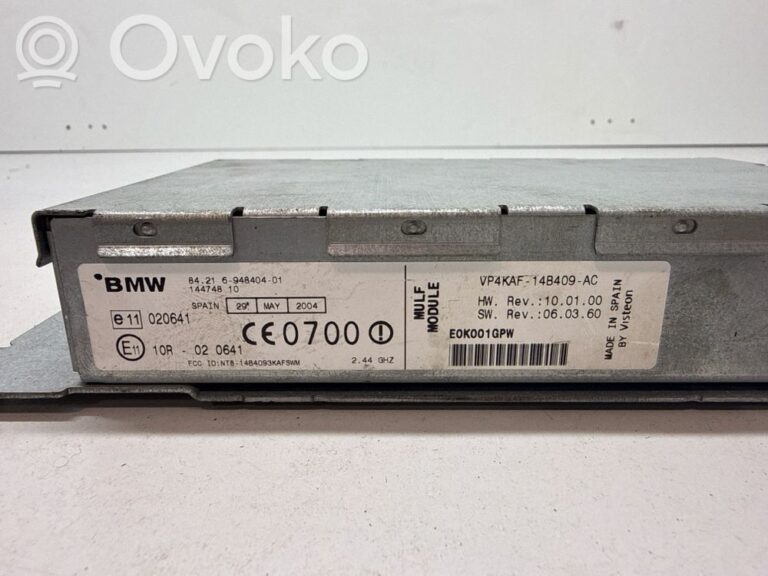 Ovoko
BMW 84.21 6-948404-01
144748 10
SPAIN 29 MAY 2004
e11 020641
CE0700
E11 10R - 02 0641
FCC ID:NT8-14B4093KAFSWM 2.44 GHZ
MULF
MODULE
VP4KAF-14B409-AC
HW. Rev.:10.01.00
SW. Rev.:06.03.60
E0K001GPW
MADE IN SPAIN
BY Visteon